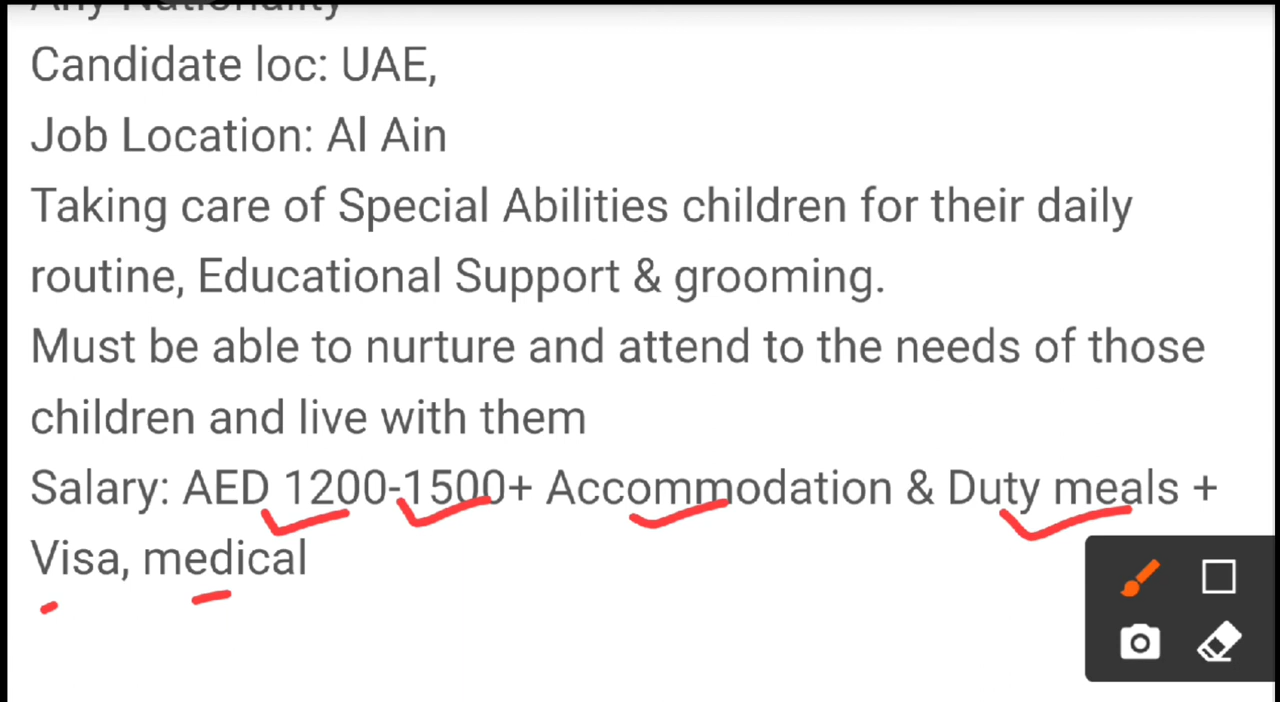 Any Nationality
Candidate loc: UAE,
Job Location: Al Ain
Taking care of Special Abilities children for their daily
routine, Educational Support & grooming.
Must be able to nurture and attend to the needs of those
children and live with them
Salary: AED 1200-1500+ Accommodation & Duty meals +
Visa, medical